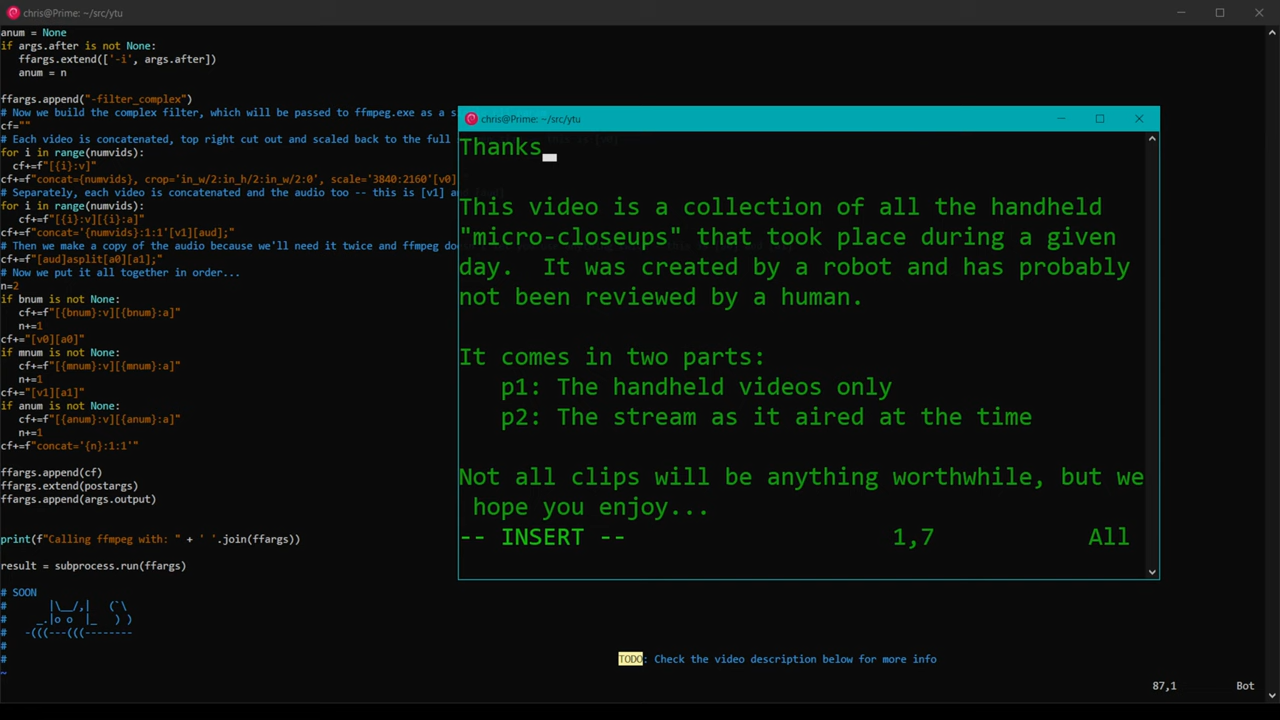 chris@Prime: ~/src/ytu
anum = None
if args.after is not None:
   ffargs.extend(['-i', args.after])
   anum = n
ffargs.append("-filter_complex")
# Now we build the complex filter, which will be passed to ffmpeg.exe as a s
cf=""
# Each video is concatenated, top right cut out and scaled back to the full
for i in range(numvids):
  cf+=f"[{i}:v]"
cf+=f"concat={numvids}, crop='in_w/2:in_h/2:in_w/2:0', scale='3840:2160'[v0]
# Separately, each video is concatenated and the audio too -- this is [v1] a
for i in range(numvids):
   cf+=f"[{i}:v][{i}:a]"
cf+=f"concat='{numvids}:1:1'[v1][aud];"
# Then we make a copy of the audio because we'll need it twice and ffmpeg do
cf+=f"[aud]asplit[a0][a1];"
# Now we put it all together in order...
n=2
if bnum is not None:
   cf+=f"[{bnum}:v][{bnum}:a]"
   n+=1
cf+="[v0][a0]"
if mnum is not None:
   cf+=f"[{mnum}:v][{mnum}:a]"
   n+=1
cf+="[v1][a1]"
if anum is not None:
   cf+=f"[{anum}:v][{anum}:a]"
   n+=1
cf+=f"concat='{n}:1:1'"
ffargs.append(cf)
ffargs.extend(postargs)
ffargs.append(args.output)
print(f"Calling ffmpeg with: " + ' '.join(ffargs))
result = subprocess.run(ffargs)
# SOON
#       |\__/,|   (`\
#     _.|o o  |_   ) )
#   -(((---(((--------
#
#
~
chris@Prime: ~/src/ytu
Thanks
This video is a collection of all the handheld
"micro-closeups" that took place during a given
day.  It was created by a robot and has probably
not been reviewed by a human.
It comes in two parts:
   p1: The handheld videos only
   p2: The stream as it aired at the time
Not all clips will be anything worthwhile, but we
 hope you enjoy...
-- INSERT -- 1,7 All
TODO: Check the video description below for more info
87,1 Bot